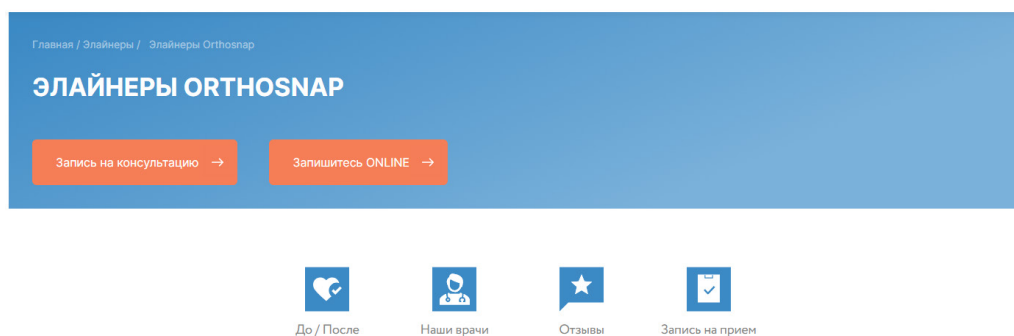 Главная / Элайнеры / Элайнеры Orthosnap
ЭЛАЙНЕРЫ ORTHOSNAP
Запись на консультацию → Запишитесь ONLINE →
До / После Наши врачи Отзывы Запись на прием